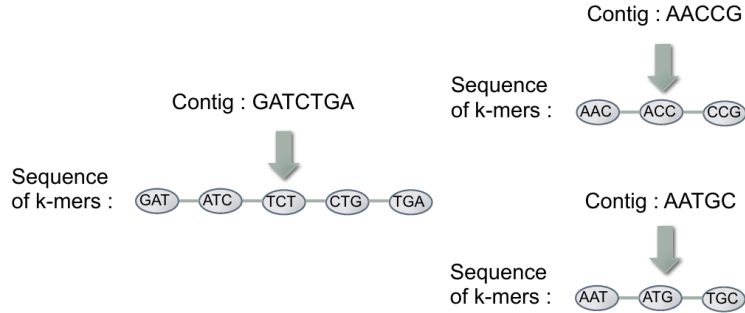 Contig : AACCG
Sequence
of k-mers :
AAC ACC CCG
Contig : GATCTGA
Sequence
of k-mers :
GAT ATC TCT CTG TGA
Contig : AATGC
Sequence
of k-mers :
AAT ATG TGC